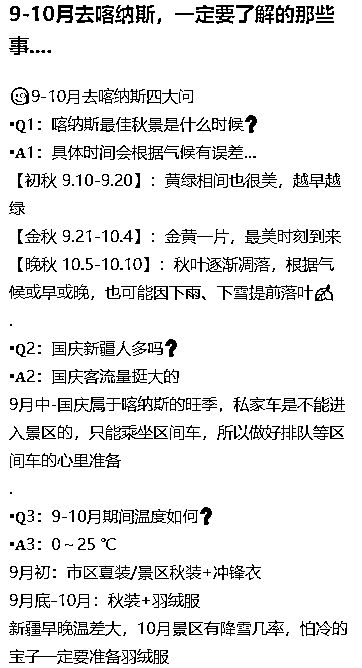 9-10月去喀纳斯，一定要了解的那些
事....
9-10月去喀纳斯四大问
▪Q1：喀纳斯最佳秋景是什么时候❓
▪A1：具体时间会根据气候有误差...
【初秋 9.10-9.20】：黄绿相间也很美，越早越
绿
【金秋 9.21-10.4】：金黄一片，最美时刻到来
【晚秋 10.5-10.10】：秋叶逐渐凋落，根据气
候或早或晚，也可能因下雨、下雪提前落叶✍
.
▪Q2：国庆新疆人多吗❓
▪A2：国庆客流量挺大的
9月中-国庆属于喀纳斯的旺季，私家车是不能进
入景区的，只能乘坐区间车，所以做好排队等区
间车的心里准备
.
▪Q3：9-10月期间温度如何❓
▪A3：0～25 ℃
9月初：市区夏装/景区秋装+冲锋衣
9月底-10月：秋装+羽绒服
新疆早晚温差大，10月景区有降雪几率，怕冷的
宝子一定要准备羽绒服